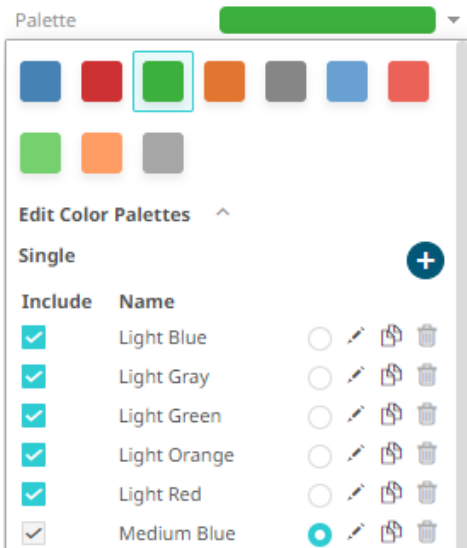 Palette
Edit Color Palettes
Single
Include Name
Light Blue
Light Gray
Light Green
Light Orange
Light Red
Medium Blue